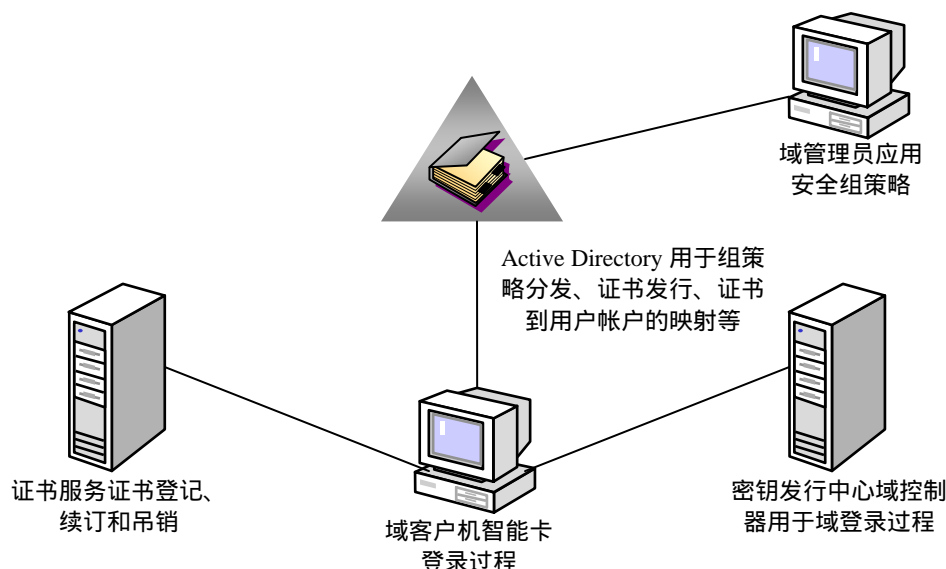 域管理员应用
安全组策略
Active Directory 用于组策
略分发、证书发行、证书
到用户帐户的映射等
证书服务证书登记、
续订和吊销
域客户机智能卡
登录过程
密钥发行中心域控制
器用于域登录过程